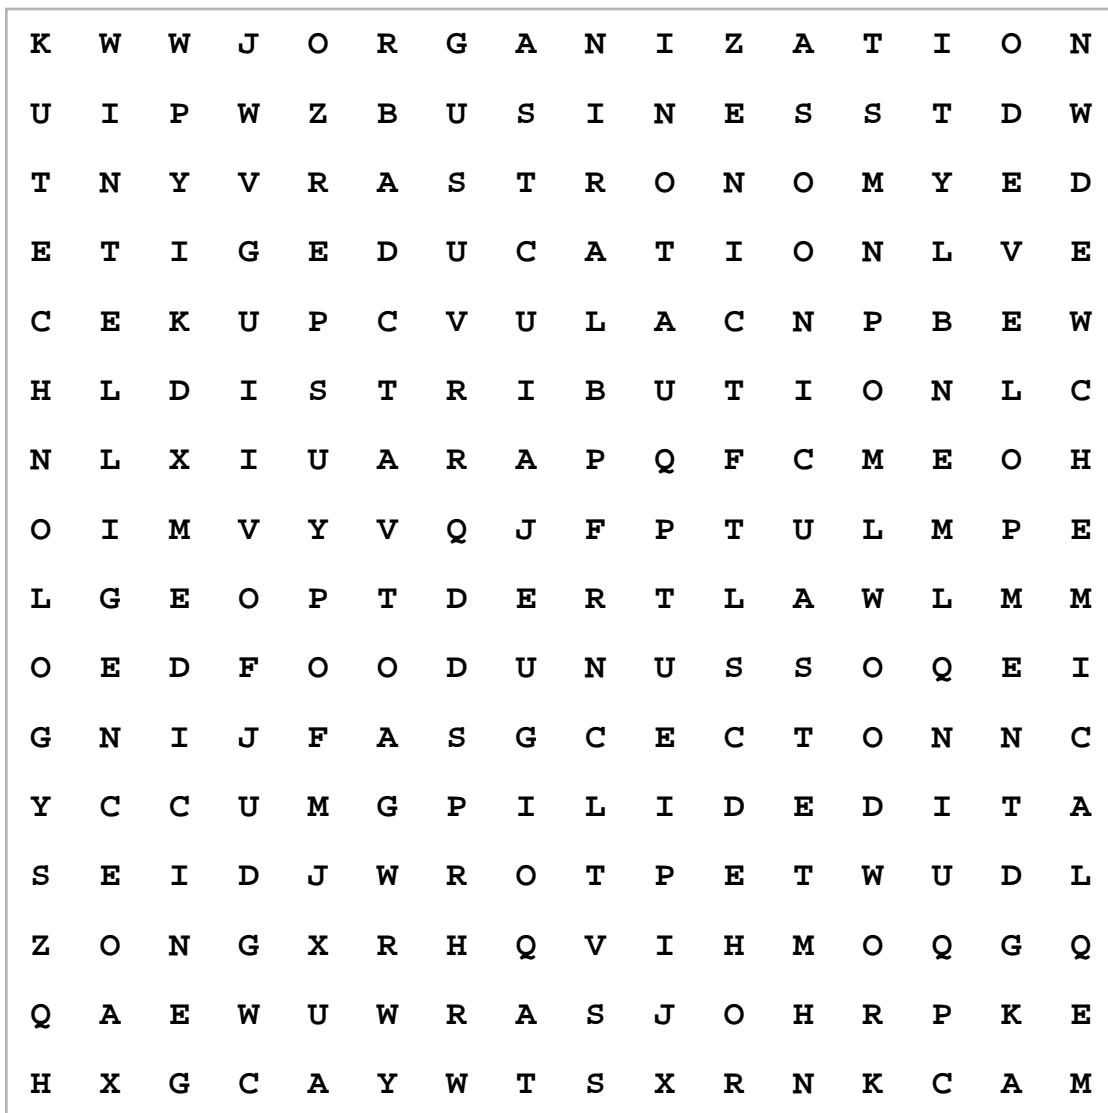 K W W J O R G A N I Z A T I O N
U I P W Z B U S I N E S S T D W
T N Y V R A S T R O N O M Y E D
E T I G E D U C A T I O N L V E
C E K U P C V U L A C N P B E W
H L D I S T R I B U T I O N L C
N L X I U A R A P Q F C M E O H
O I M V Y V Q J F P T U L M P E
L G E O P T D E R T L A W L M M
O E D F O O D U N U S S O Q E I
G N I J F A S G C E C T O N N C
Y C C U M G P I L I D E D I T A
S E I D J W R O T P E T W U D L
Z O N G X R H Q V I H M O Q G Q
Q A E W U W R A S J O H R P K E
H X G C A Y W T S X R N K C A M